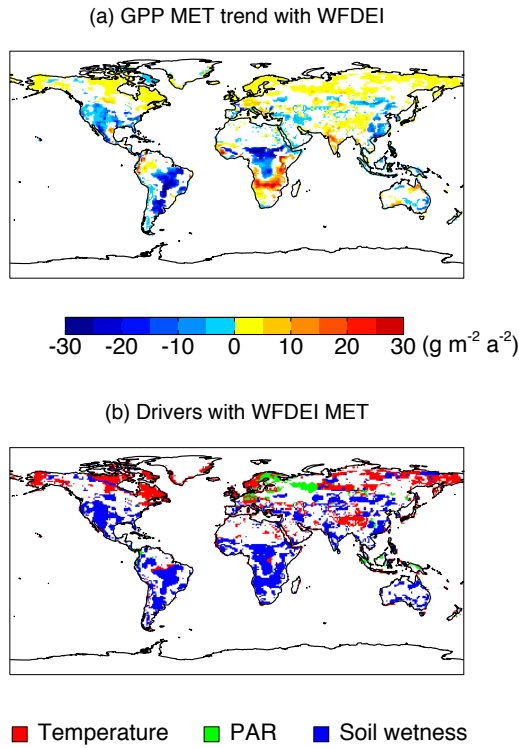 (a) GPP MET trend with WFDEI
-30 -20 -10 0 10 20 30 (g m-2 a-2)
(b) Drivers with WFDEI MET
Temperature PAR Soil wetness